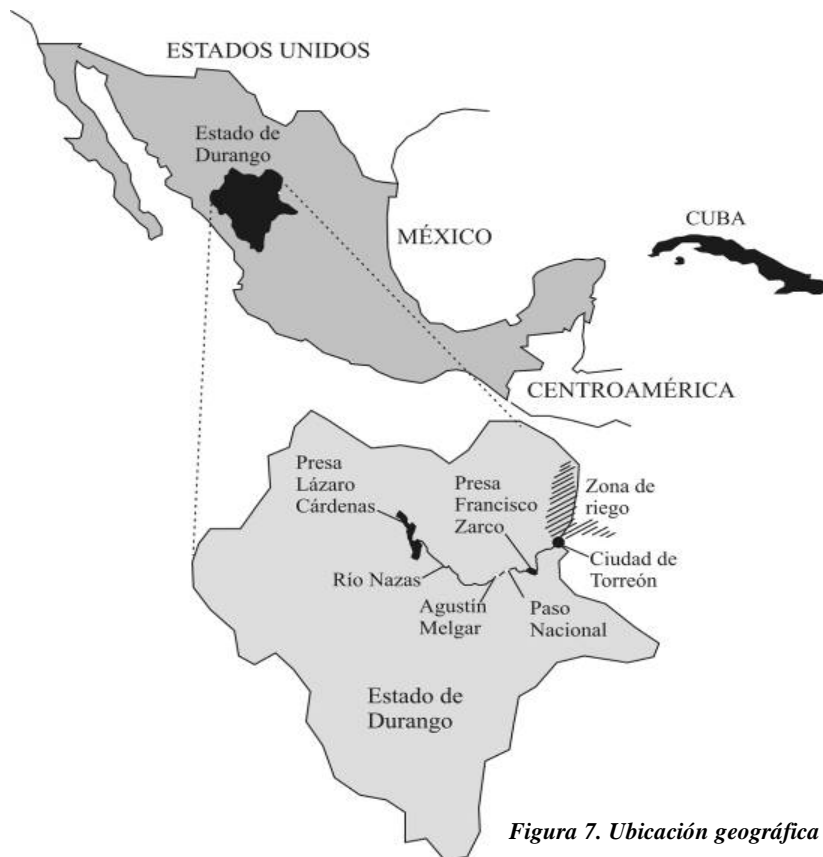 ESTADOS UNIDOS
Estado de
Durango
CUBA
MÉXICO
CENTROAMÉRICA
Presa
Lázaro
Cárdenas
Presa
Francisco
Zarco
Zona de
riego
Ciudad de
Torreón
Río Nazas
Agustín
Melgar
Paso
Nacional
Estado de
Durango
Figura 7. Ubicación geográfica